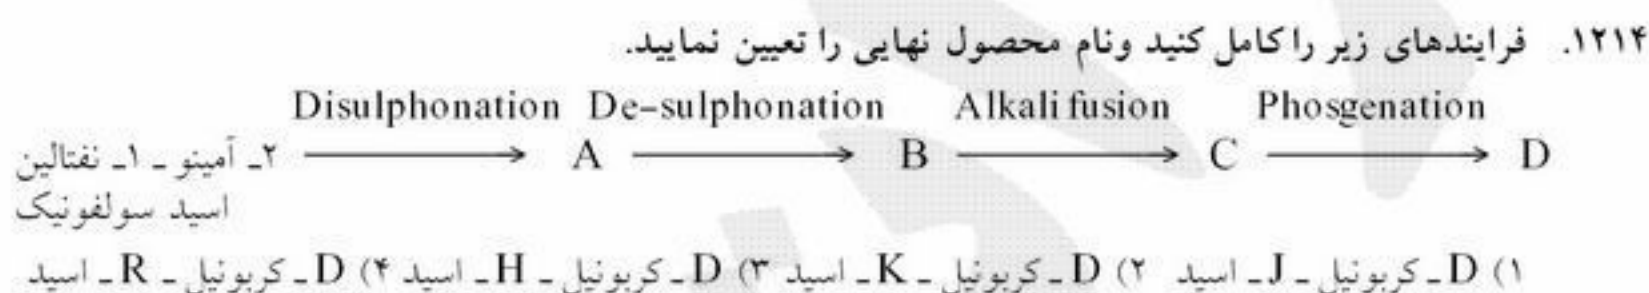 ۱۲۱۴. فرایندهای زیر را کامل کنید ونام محصول نهایی را تعیین نمایید.
Disulphonation De-sulphonation Alkali fusion Phosgenation
۲ـ آمینو ـ ۱ـ نفتالین A B C D
اسید سولفونیک
۱) D ـ کربونیل ـ J ـ اسید ۲) D ـ کربونیل ـ K ـ اسید ۳) D ـ کربونیل ـ H ـ اسید ۴) D ـ کربونیل ـ R ـ اسید